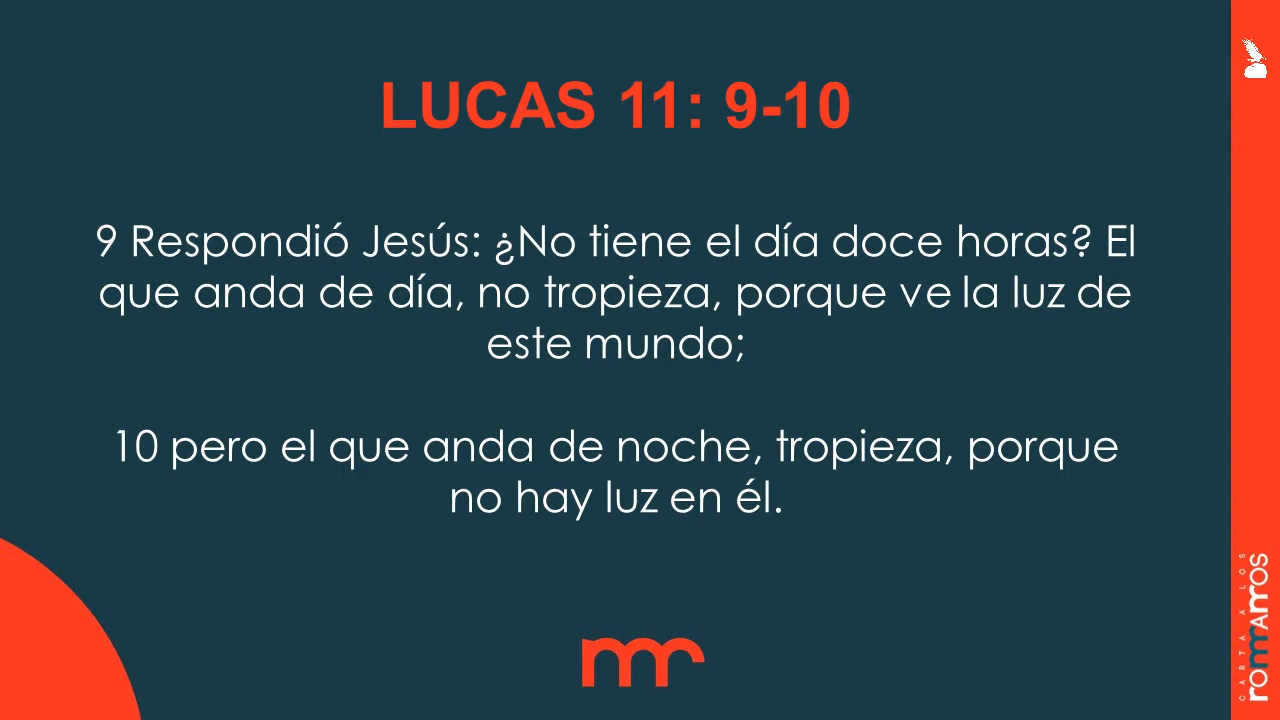 LUCAS 11: 9-10
9 Respondió Jesús: ¿No tiene el día doce horas? El
que anda de día, no tropieza, porque ve la luz de
este mundo;
10 pero el que anda de noche, tropieza, porque
no hay luz en él.
CARTA A LOS
romanos